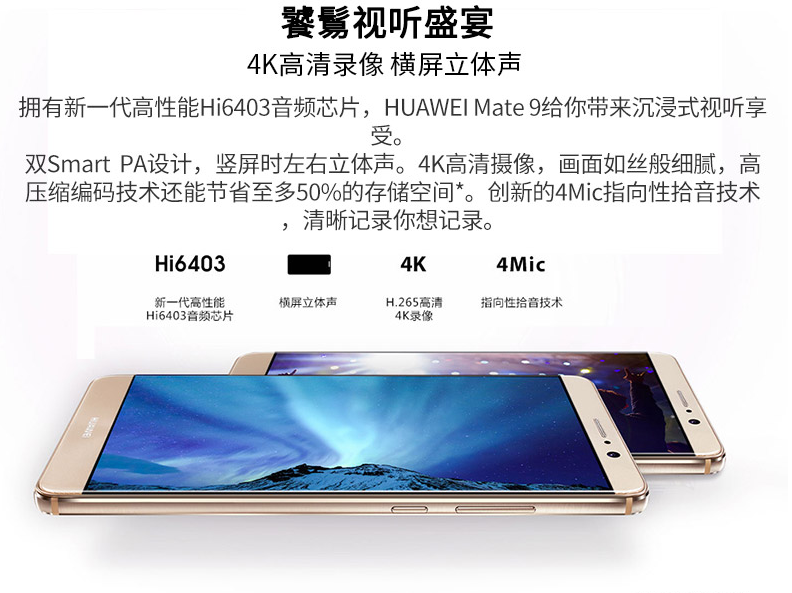 饕鬄视听盛宴
4K高清录像 横屏立体声
拥有新一代高性能Hi6403音频芯片，HUAWEI Mate 9给你带来沉浸式视听享
受。
双Smart PA设计，竖屏时左右立体声。4K高清摄像，画面如丝般细腻，高
压缩编码技术还能节省至多50%的存储空间*。创新的4Mic指向性拾音技术
，清晰记录你想记录。
Hi6403 4K 4Mic
新一代高性能 横屏立体声 H.265高清 指向性拾音技术
Hi6403音频芯片 4K录像
HUAWEI